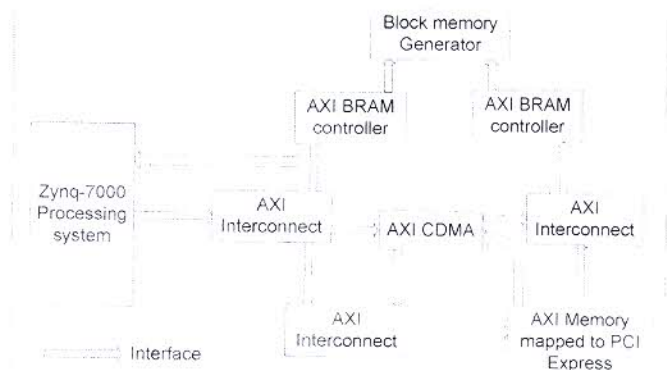 Block memory
Generator
AXI BRAM
controller
AXI BRAM
controller
Zynq-7000
Processing
system
AXI
Interconnect
AXI CDMA
AXI
Interconnect
AXI
Interconnect
AXI Memory
mapped to PCI
Express
Interface